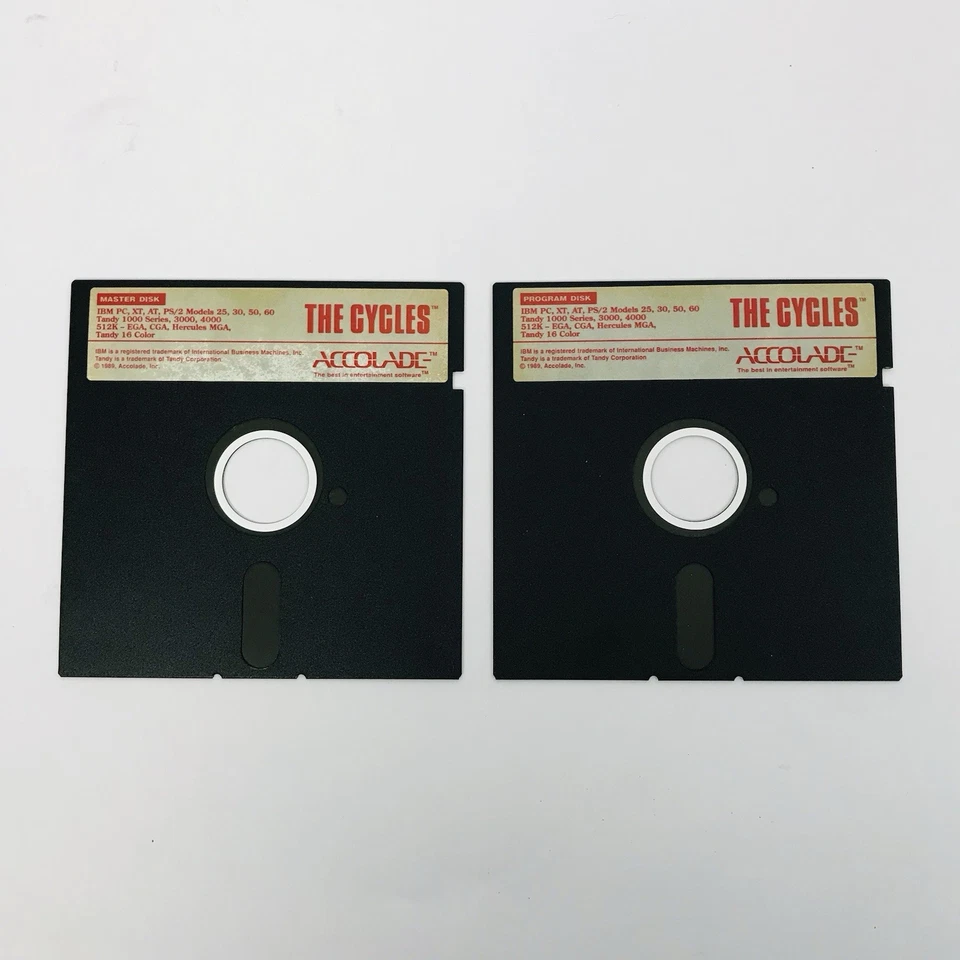 MASTER DISK
IBM PC, XT, AT, PS/2 Models 25, 30, 50, 60
Tandy 1000 Series, 3000, 4000
512K – EGA, CGA, Hercules MGA,
Tandy 16 Color
THE CYCLES™
IBM is a registered trademark of International Business Machines, Inc.
Tandy is a trademark of Tandy Corporation.
© 1989, Accolade, Inc.
ACCOLADE™
The best in entertainment software™
PROGRAM DISK
IBM PC, XT, AT, PS/2 Models 25, 30, 50, 60
Tandy 1000 Series, 3000, 4000
512K – EGA, CGA, Hercules MGA,
Tandy 16 Color
THE CYCLES™
IBM is a registered trademark of International Business Machines, Inc.
Tandy is a trademark of Tandy Corporation.
© 1989, Accolade, Inc.
ACCOLADE™
The best in entertainment software™